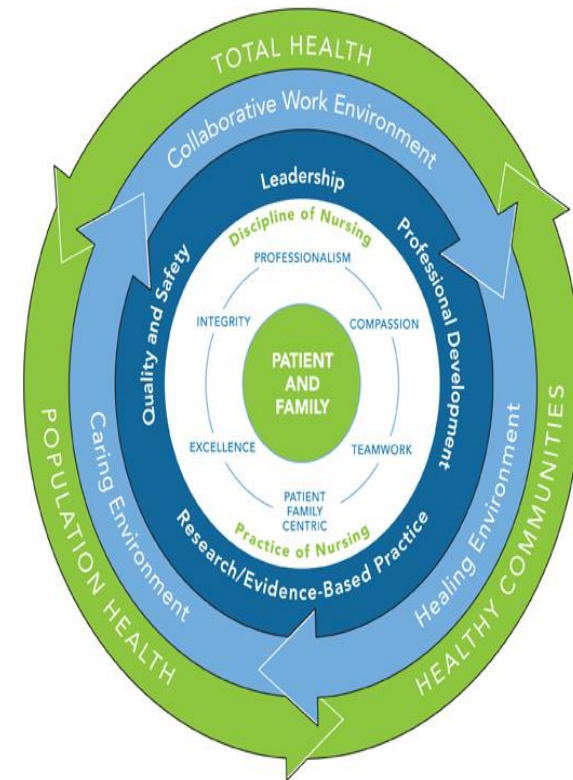 TOTAL HEALTH
Collaborative Work Environment
Leadership
Discipline of Nursing
PROFESSIONALISM
INTEGRITY
COMPASSION
PATIENT
AND
FAMILY
EXCELLENCE
TEAMWORK
PATIENT
FAMILY
CENTRIC
Practice of Nursing
Quality and Safety
Professional Development
Research/Evidence-Based Practice
Caring Environment
Healing Environment
POPULATION HEALTH
HEALTHY COMMUNITIES